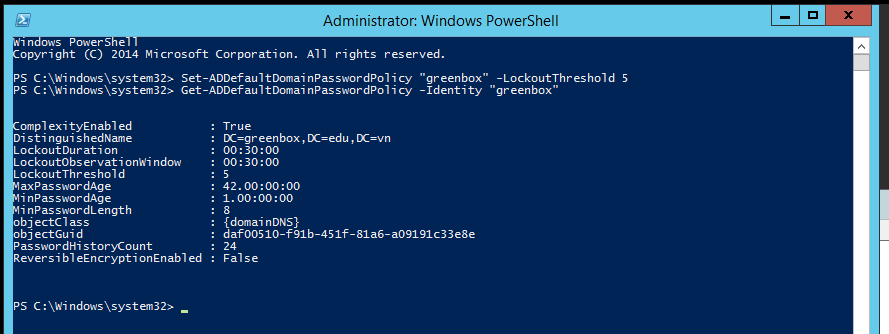 Administrator: Windows PowerShell
Windows PowerShell
Copyright (C) 2014 Microsoft Corporation. All rights reserved.
PS C:\Windows\system32> Set-ADDefaultDomainPasswordPolicy "greenbox" -LockoutThreshold 5
PS C:\Windows\system32> Get-ADDefaultDomainPasswordPolicy -Identity "greenbox"
ComplexityEnabled : True
DistinguishedName : DC=greenbox,DC=edu,DC=vn
LockoutDuration : 00:30:00
LockoutObservationWindow : 00:30:00
LockoutThreshold : 5
MaxPasswordAge : 42.00:00:00
MinPasswordAge : 1.00:00:00
MinPasswordLength : 8
objectClass : {domainDNS}
objectGuid : daf00510-f91b-451f-81a6-a09191c33e8e
PasswordHistoryCount : 24
ReversibleEncryptionEnabled : False
PS C:\Windows\system32>